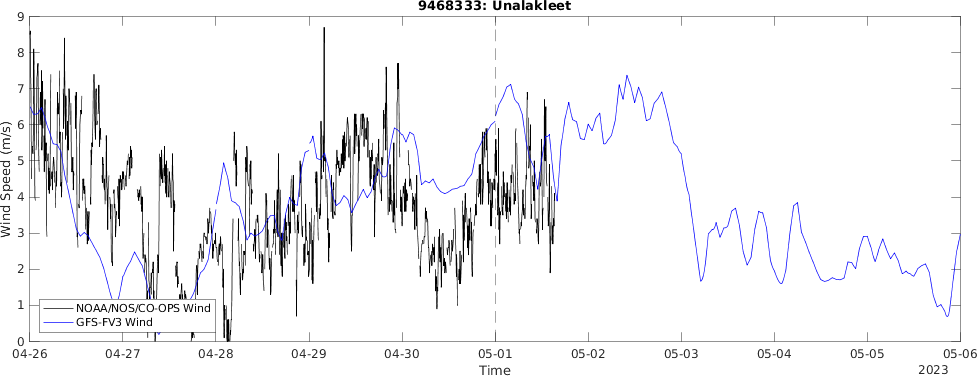 9468333: Unalakleet
9
8
7
6
5
4
3
2
1
0
Wind Speed (m/s)
NOAA/NOS/CO-OPS Wind
GFS-FV3 Wind
04-26 04-27 04-28 04-29 04-30 05-01 05-02 05-03 05-04 05-05 05-06
Time
2023